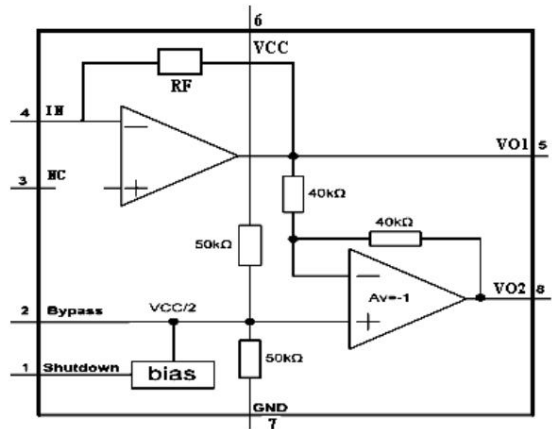 6
VCC
RF
4 IN
−
VO1 5
3 NC
+
40kΩ
40kΩ
50kΩ
−
Av=-1
VO2 8
2 Bypass
VCC/2
+
1 Shutdown
bias
50kΩ
GND
7